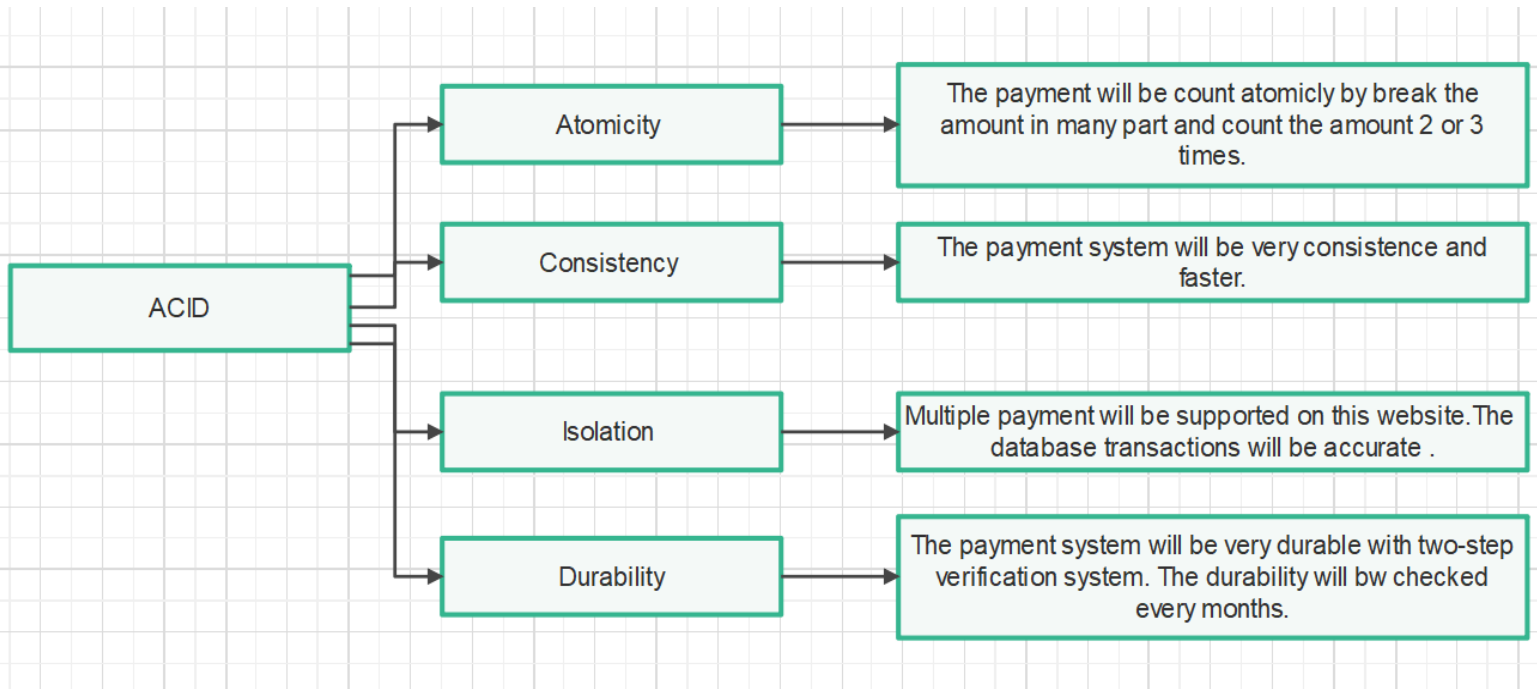 Atomicity
The payment will be count atomicly by break the
amount in many part and count the amount 2 or 3
times.
Consistency
The payment system will be very consistence and
faster.
ACID
Isolation
Multiple payment will be supported on this website.The
database transactions will be accurate .
Durability
The payment system will be very durable with two-step
verification system. The durability will bw checked
every months.